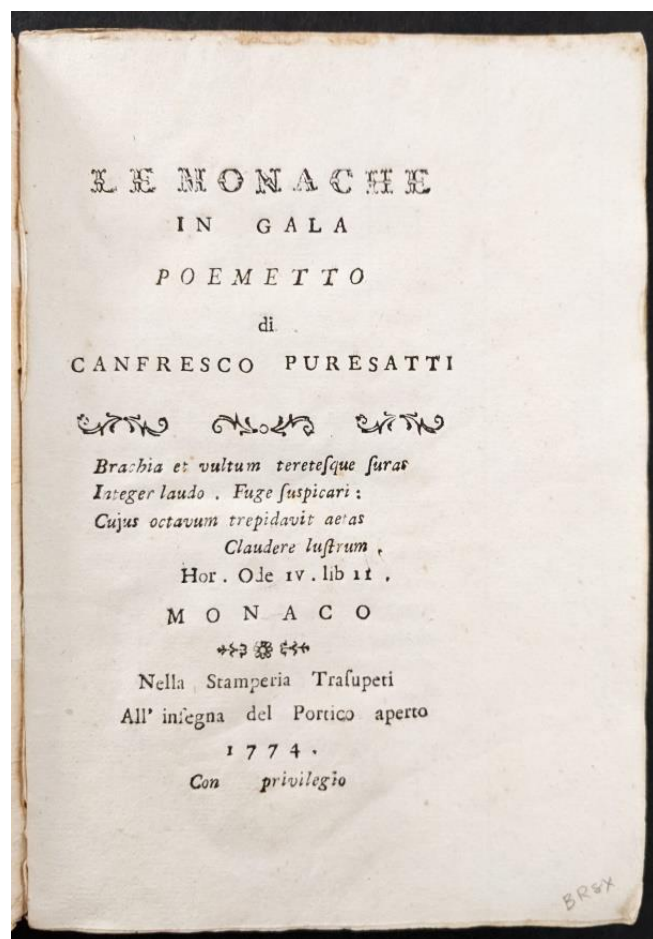 LE MONACHE
IN GALA
POEMETTO
di
CANFRESCO PURESATTI
Brachia et vultum teretesque ſuras
Integer laudo . Fuge ſuspicari :
Cujus octavum trepidavit aetas
Claudere luſtrum .
Hor . Ode IV . lib II .
MONACO
Nella Stamperia Traſupeti
All' inſegna del Portico aperto
1774 .
Con privilegio
BRSX